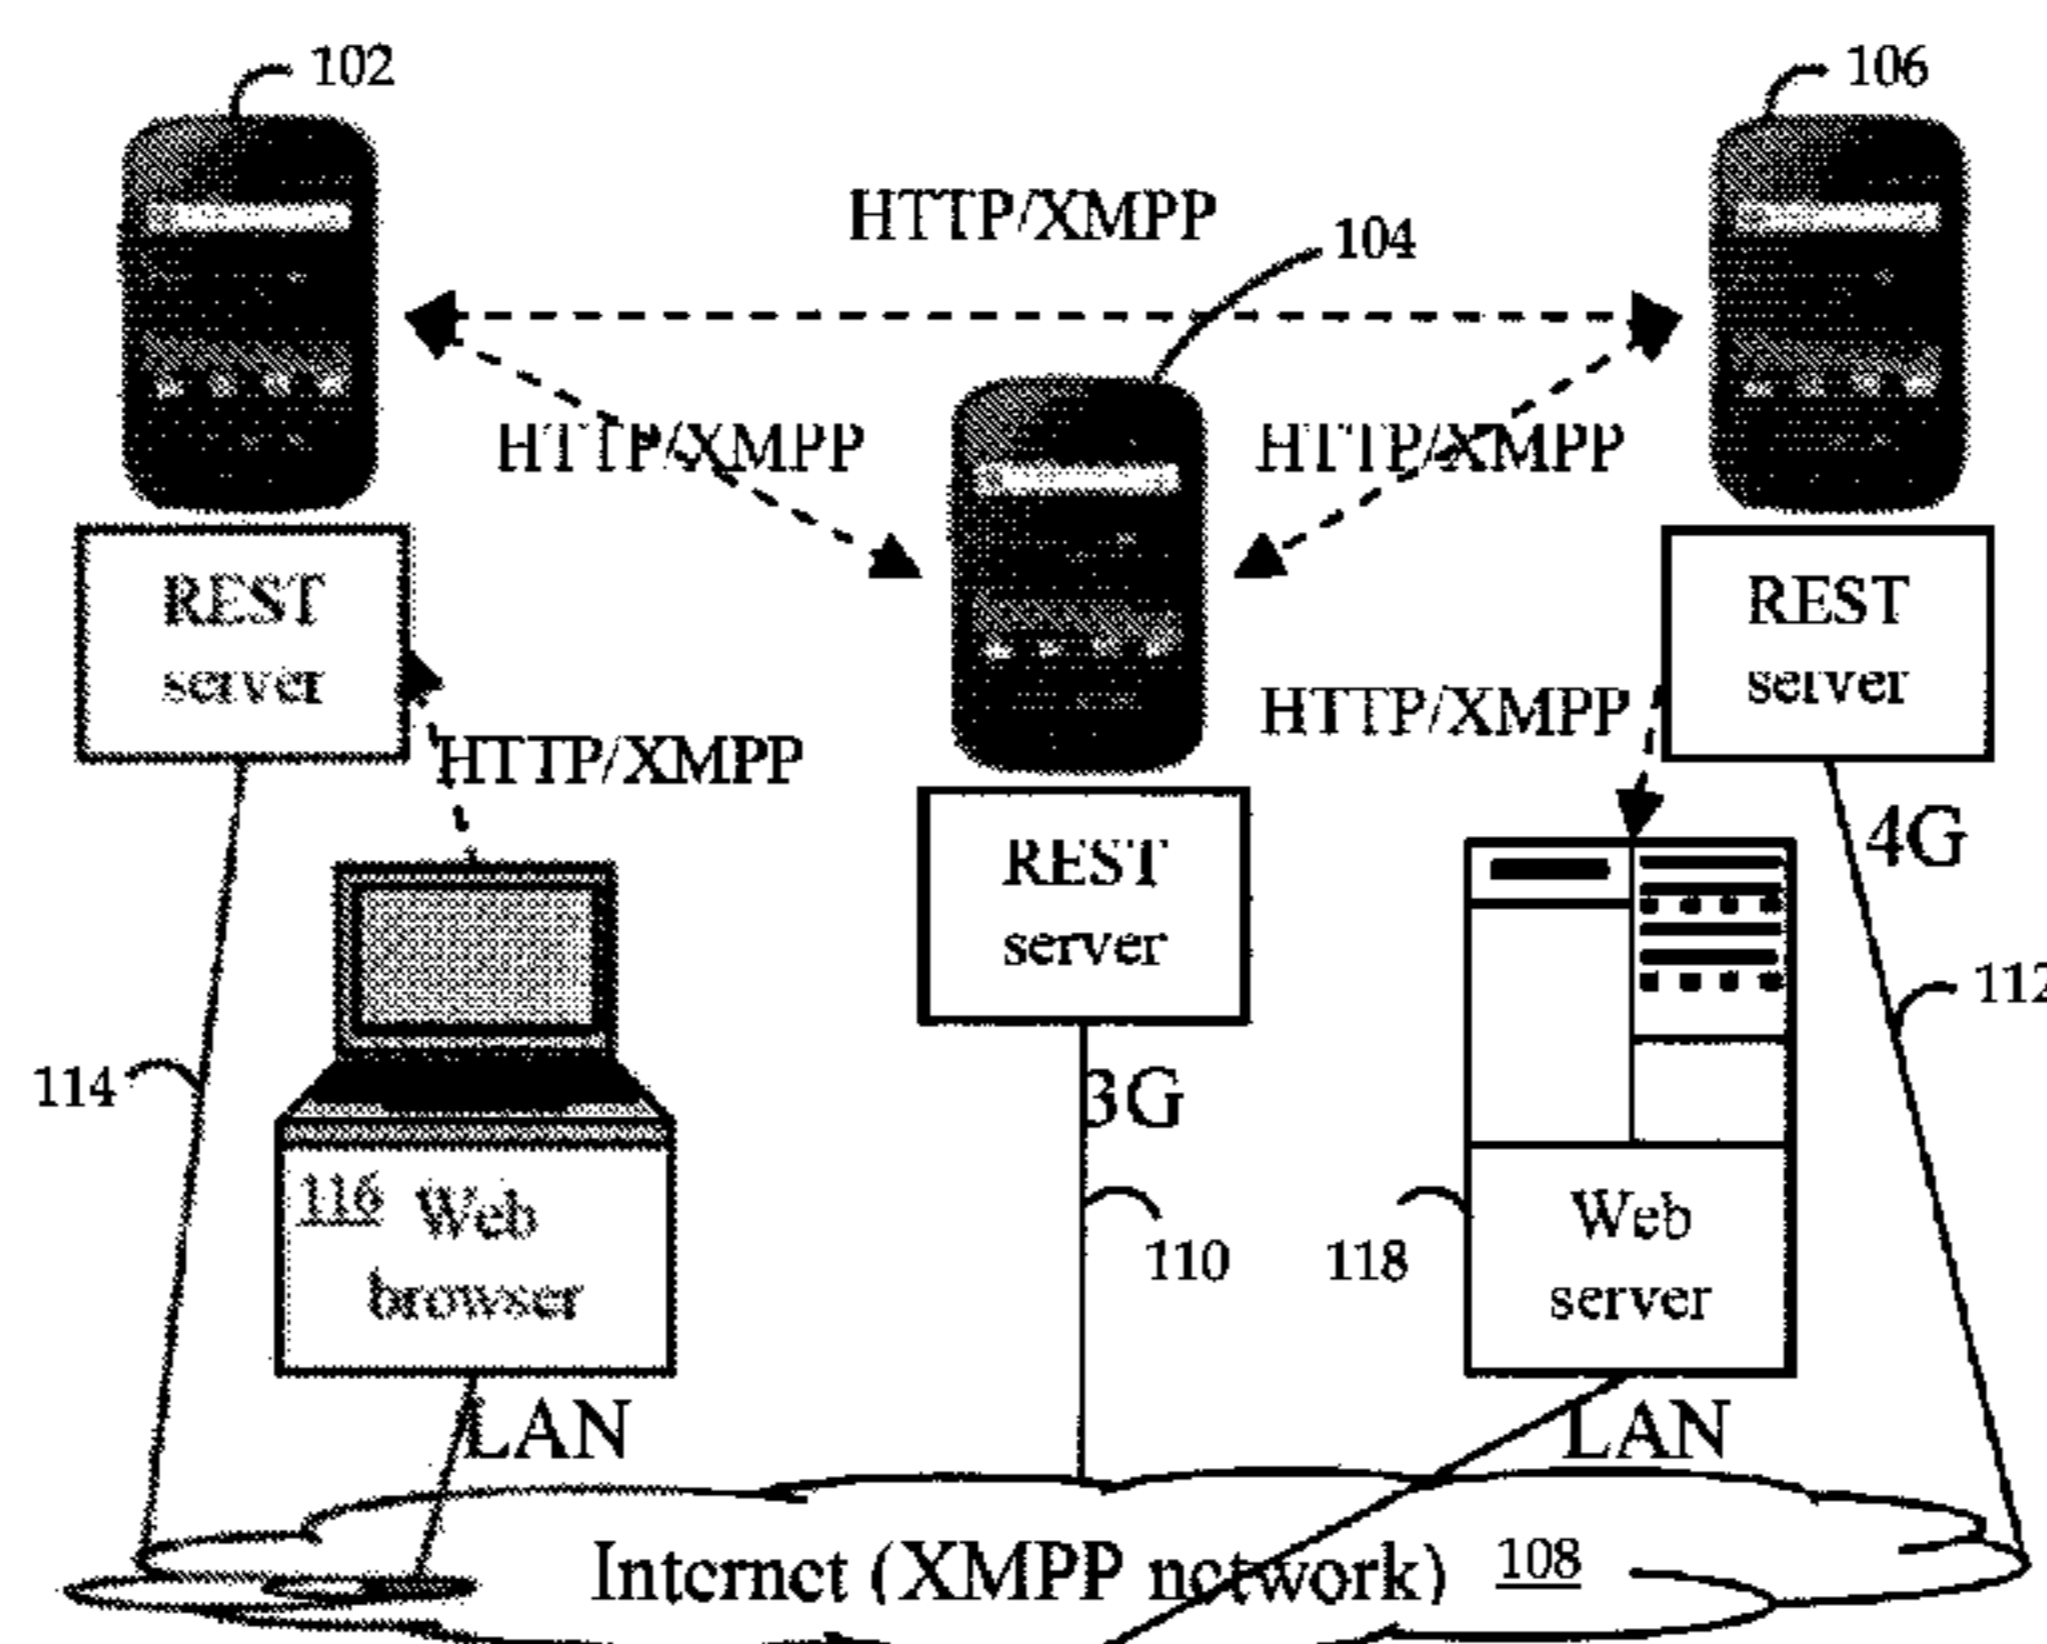 102
106
HTTP/XMPP
104
HTTP/XMPP
HTTP/XMPP
REST
server
REST
server
HTTP/XMPP
HTTP/XMPP
4G
REST
server
112
114
3G
116 Web
browser
110
118
Web
server
LAN
LAN
Internet (XMPP network) 108